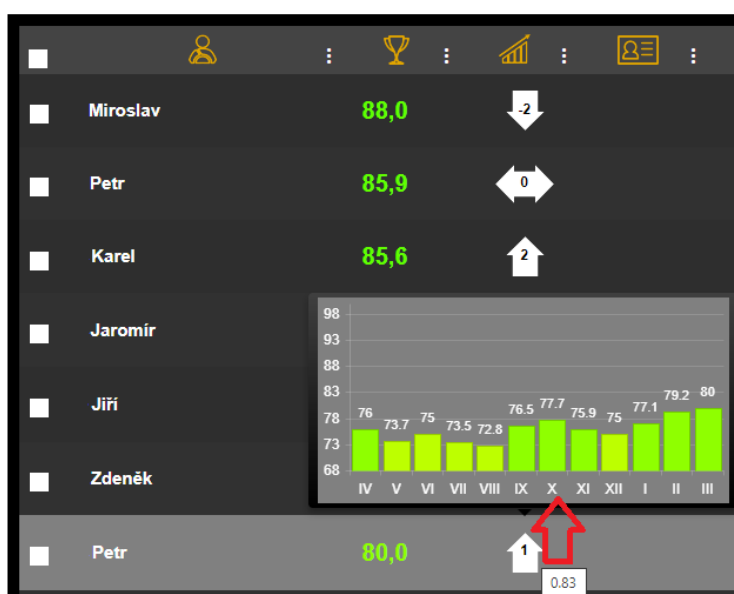 Miroslav 88,0 -2
Petr 85,9 0
Karel 85,6 2
Jaromír
Jiří
Zdeněk
98
93
88
83
78
73
68
76 73.7 75 73.5 72.8 76.5 77.7 75.9 75 77.1 79.2 80
IV V VI VII VIII IX X XI XII I II III
Petr 80,0 1
0.83